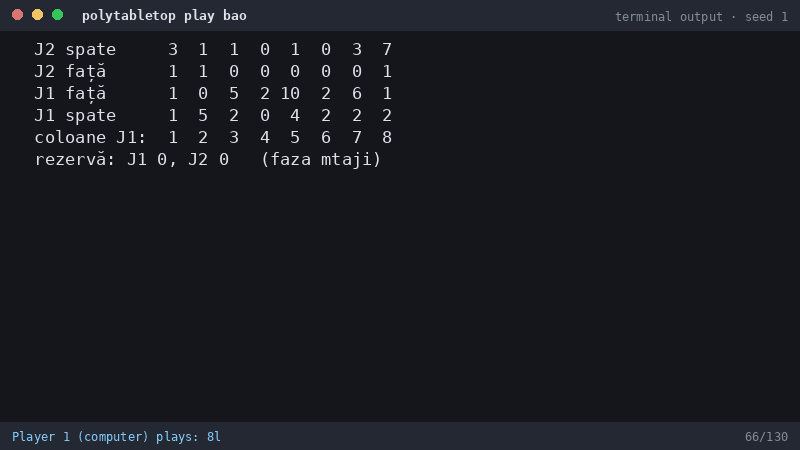 polytabletop play bao
terminal output · seed 1
J2 spate 3 1 1 0 1 0 3 7
J2 față 1 1 0 0 0 0 0 1
J1 față 1 0 5 2 10 2 6 1
J1 spate 1 5 2 0 4 2 2 2
coloane J1: 1 2 3 4 5 6 7 8
rezervă: J1 0, J2 0 (faza mtaji)
Player 1 (computer) plays: 8l
66/130